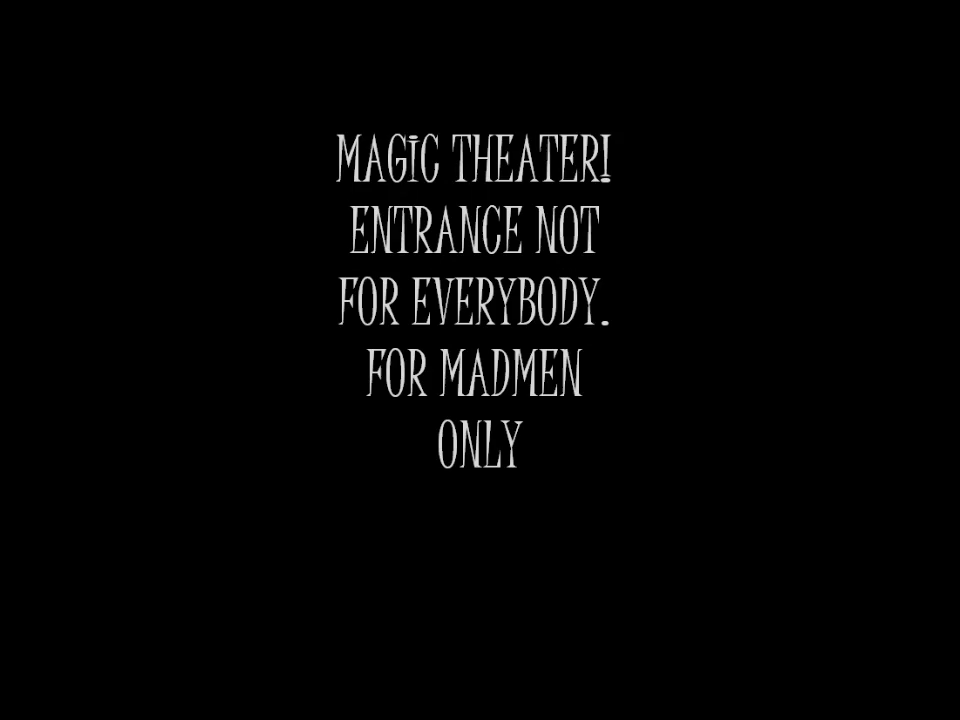 MAGIC THEATER!
ENTRANCE NOT
FOR EVERYBODY.
FOR MADMEN
ONLY